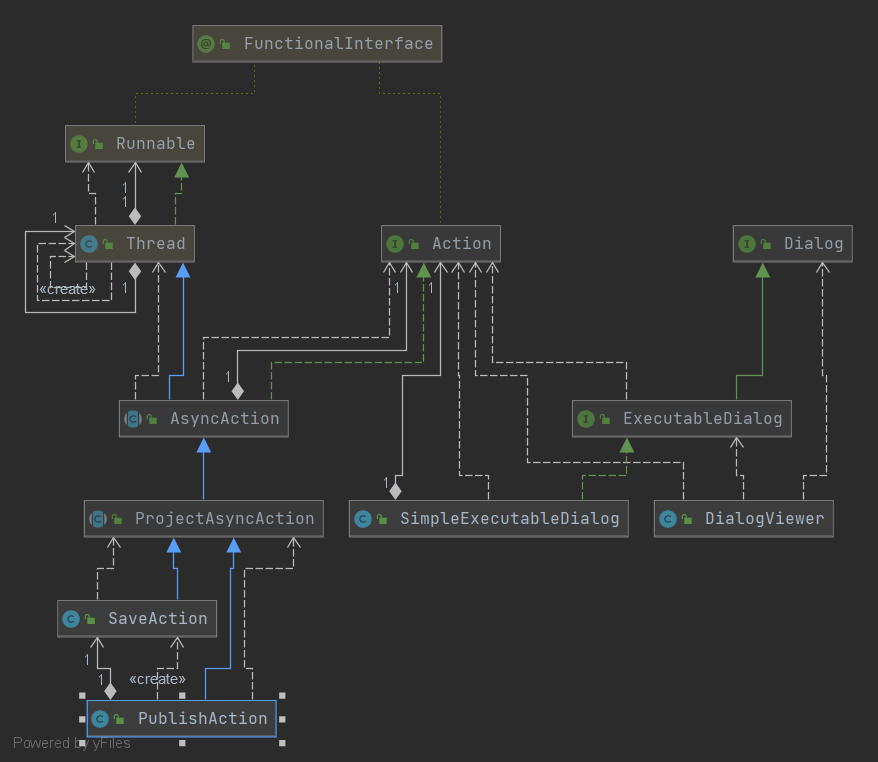 @ FunctionalInterface
I Runnable
1
1
1
C Thread
I Action
I Dialog
«create»
1
1
1
1
C AsyncAction
I ExecutableDialog
1
C ProjectAsyncAction
C SimpleExecutableDialog
C DialogViewer
C SaveAction
1
1
«create»
C PublishAction
Powered by yFiles